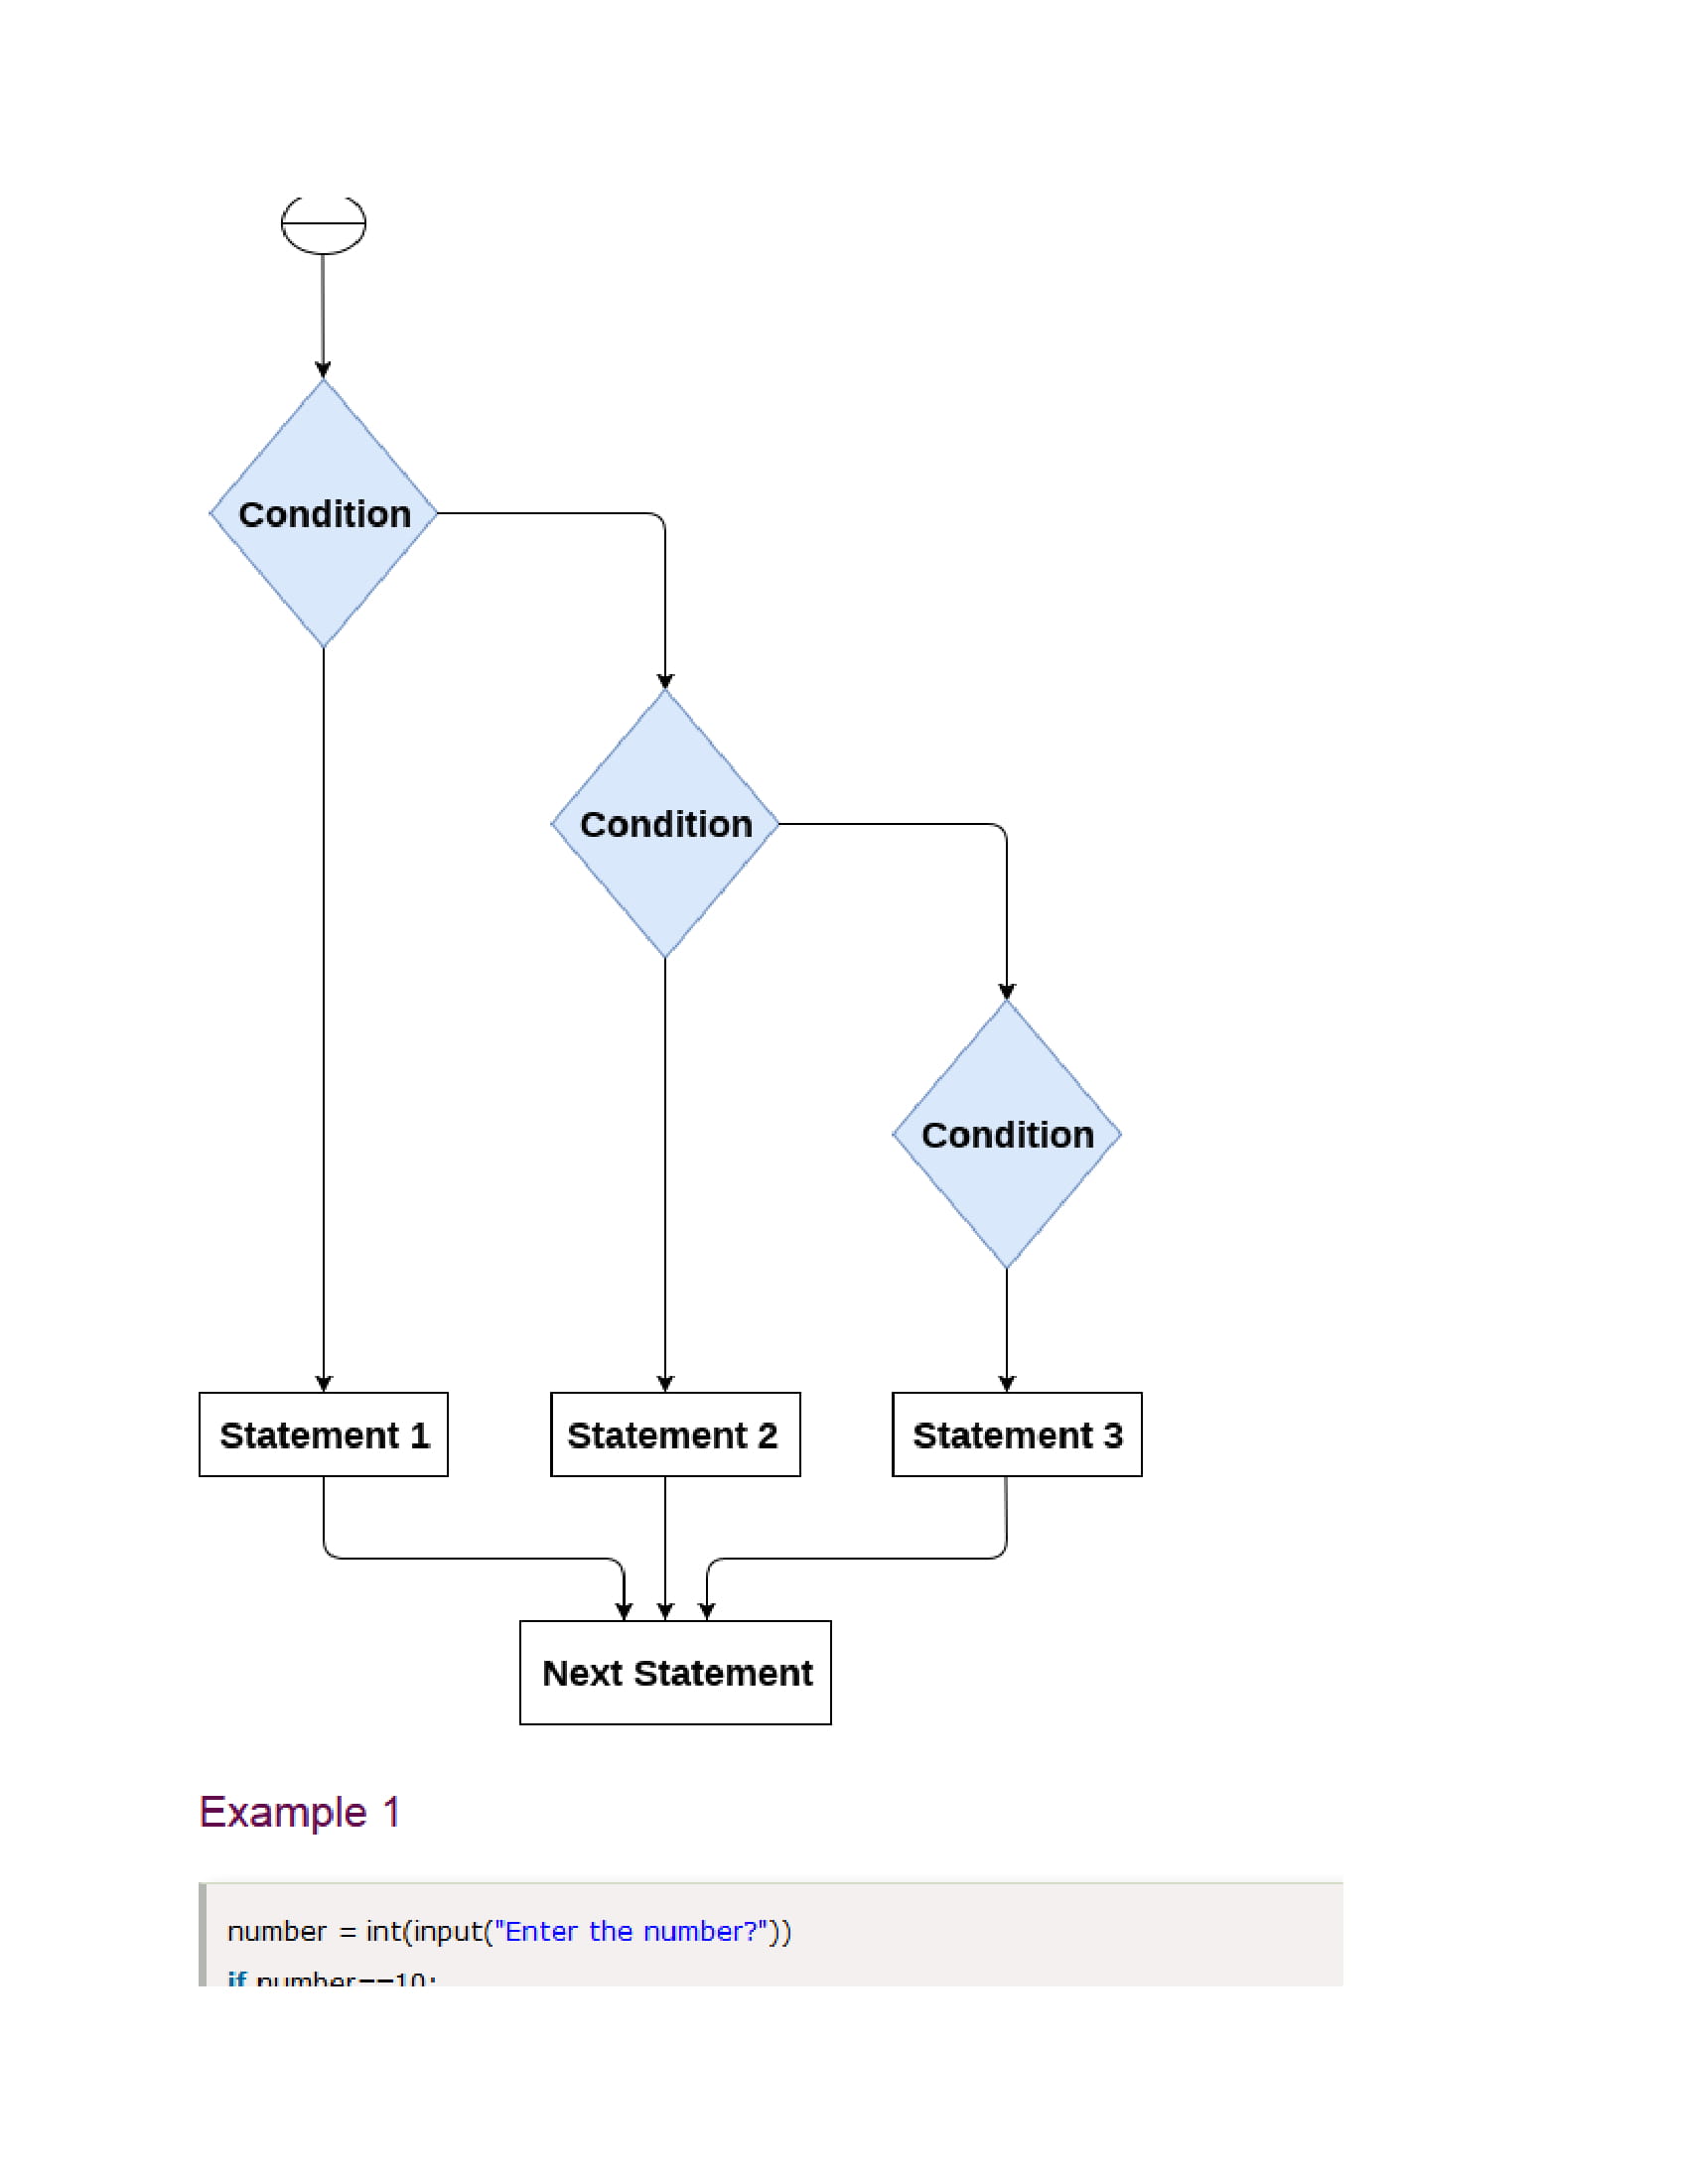 Condition
Condition
Condition
Statement 1
Statement 2
Statement 3
Next Statement
Example 1
number = int(input("Enter the number?"))
if number==10: